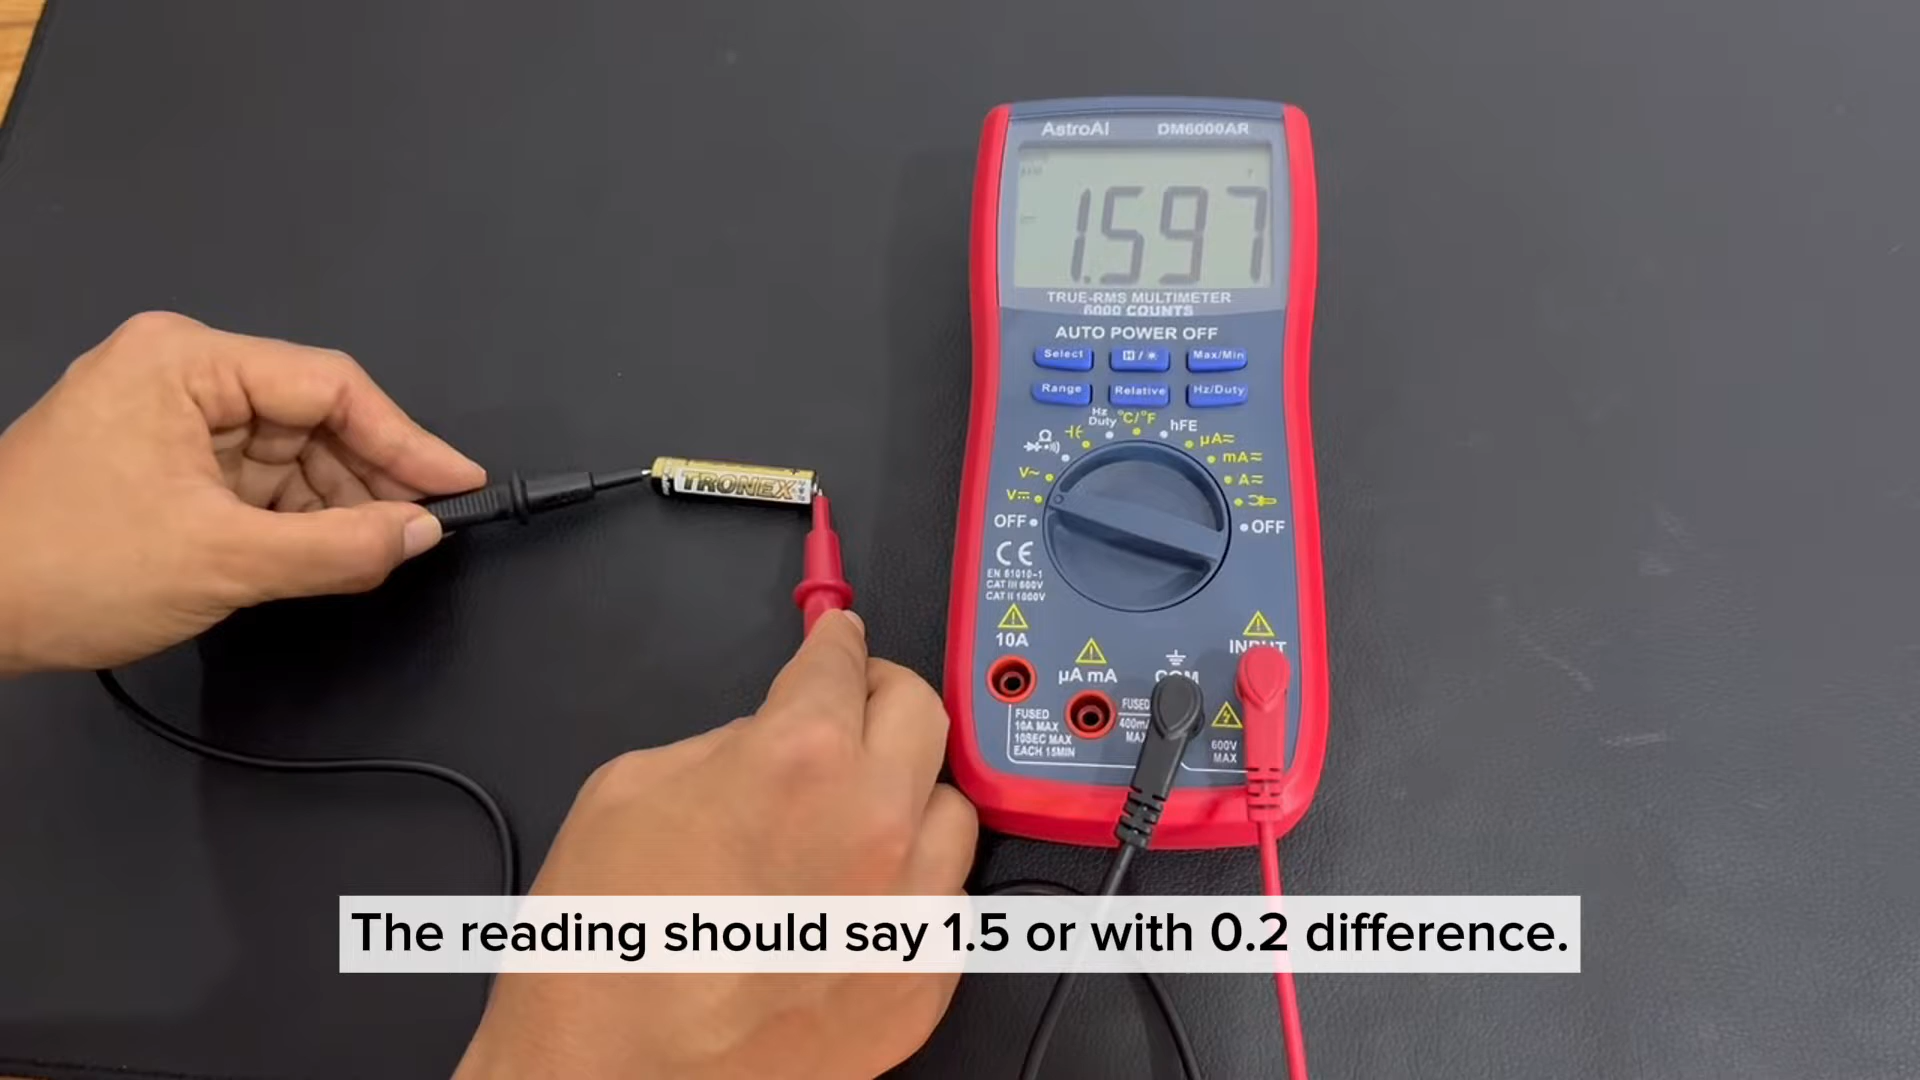 AstroAI DM6000AR
1.597
TRUE-RMS MULTIMETER
6000 COUNTS
AUTO POWER OFF
Select H/☀ Max/Min
Range Relative Hz/Duty
Hz
Duty
°C/°F
hFE
µA
mA
A
Ω
V~
V⎓
OFF
OFF
CE
EN 61010-1
CAT III 600V
CAT II 1000V
10A
µA mA
COM
INPUT
FUSED
10A MAX
10SEC MAX
EACH 15MIN
FUSED
MAX
600V
MAX
TRONEX
The reading should say 1.5 or with 0.2 difference.